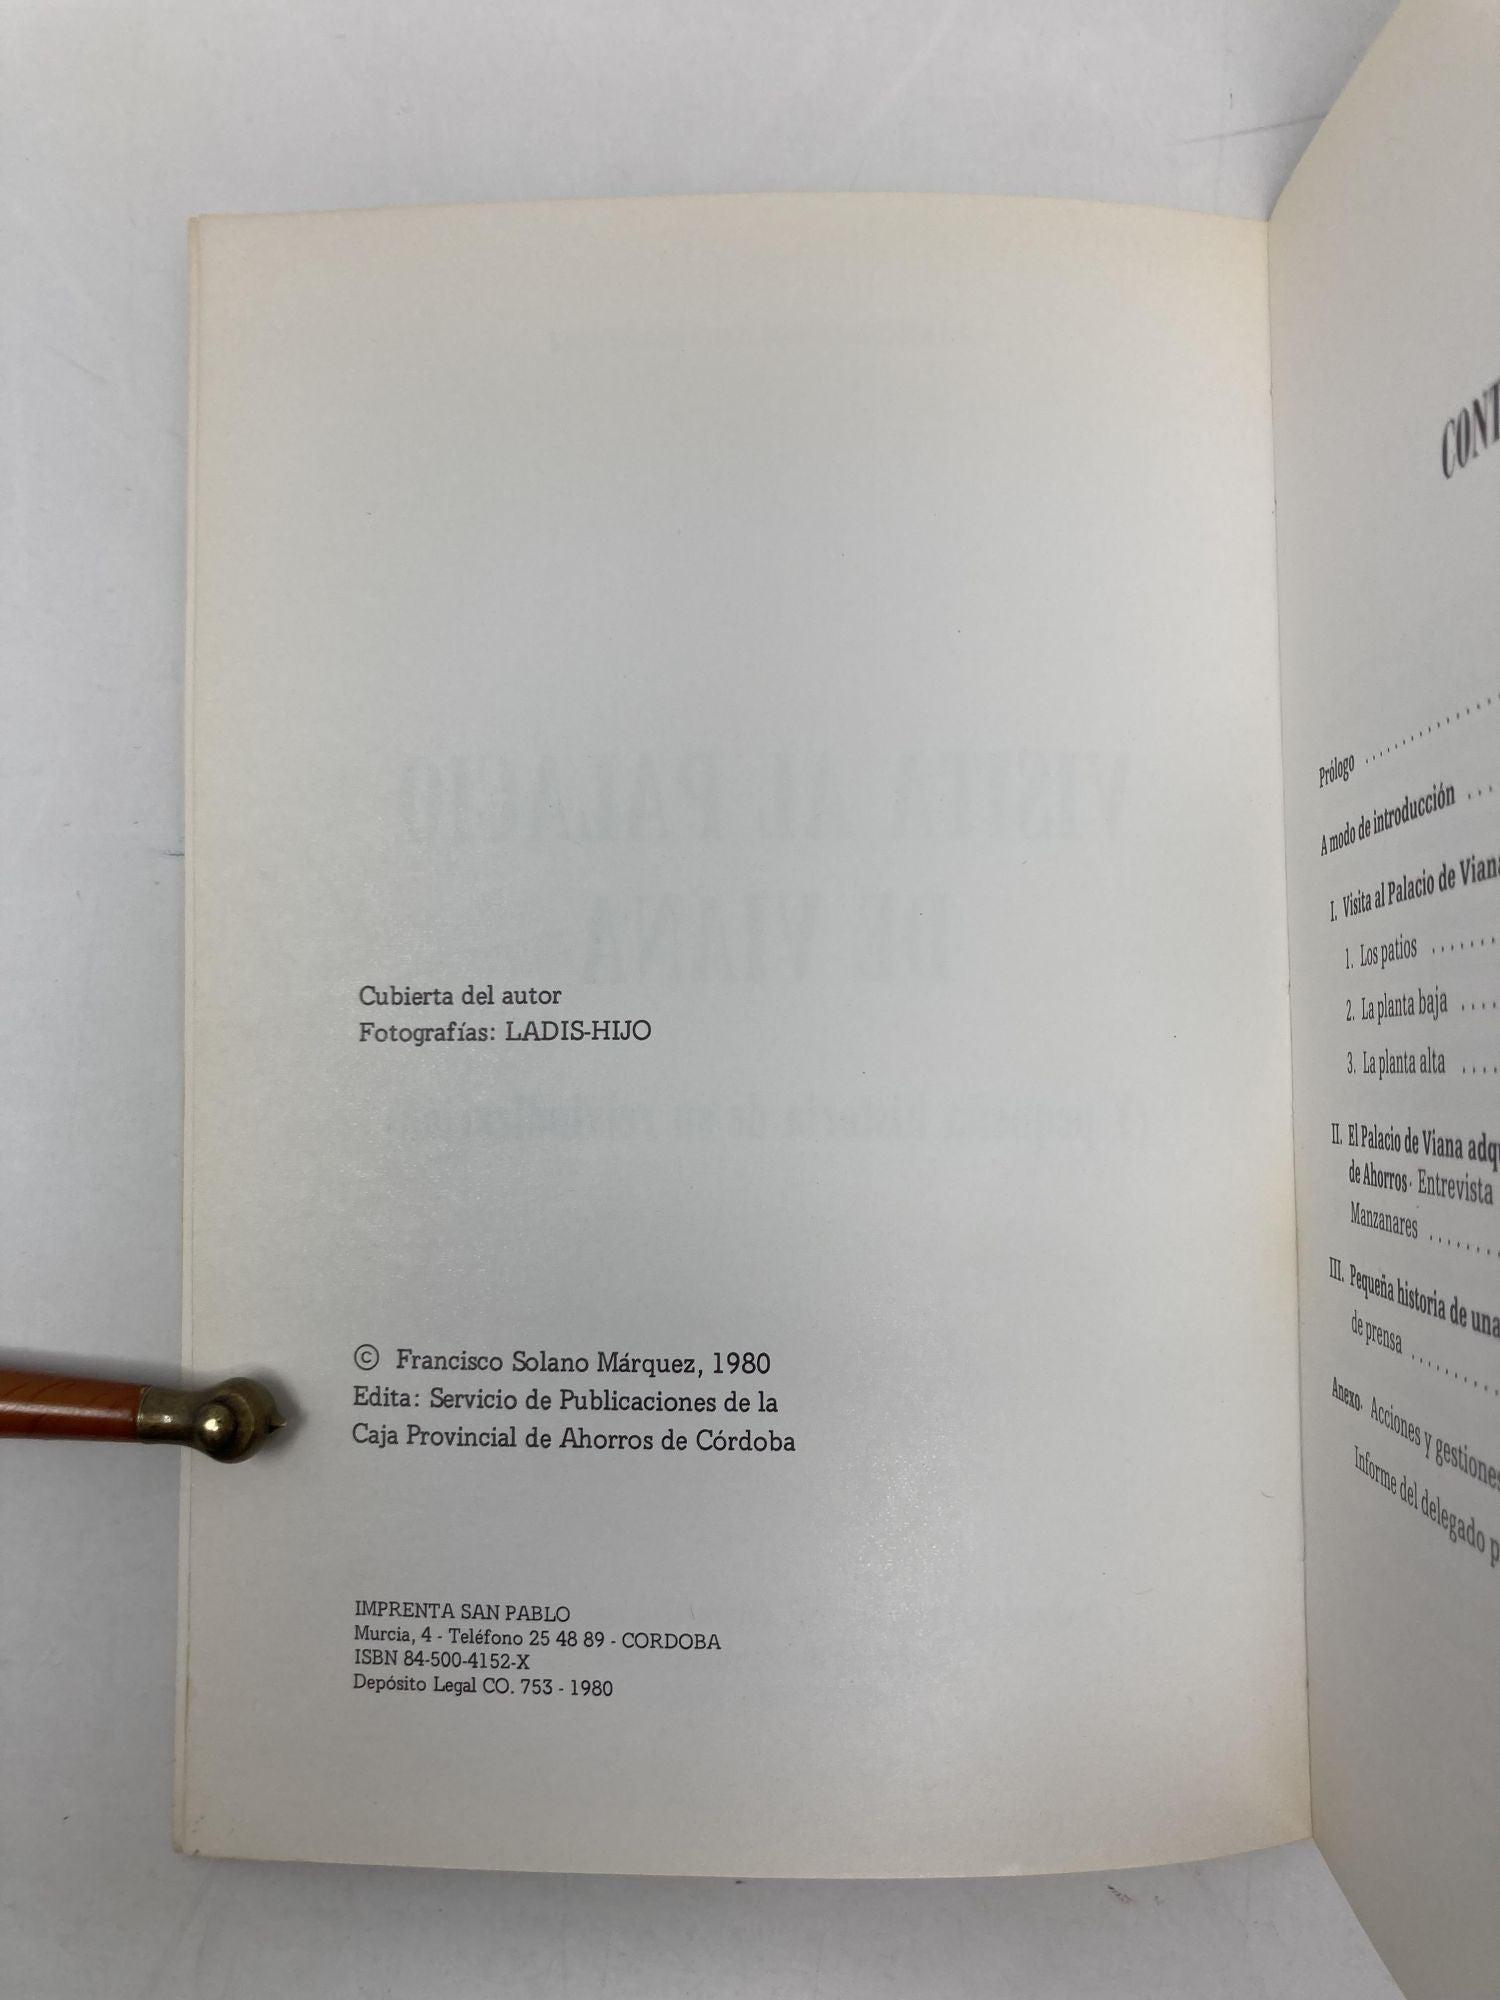 Cubierta del autor
Fotografías: LADIS-HIJO
© Francisco Solano Márquez, 1980
Edita: Servicio de Publicaciones de la
Caja Provincial de Ahorros de Córdoba
IMPRENTA SAN PABLO
Murcia, 4 - Teléfono 25 48 89 - CORDOBA
ISBN 84-500-4152-X
Depósito Legal CO. 753 - 1980
CONT
Prólogo ..........
A modo de introducción ...
I. Visita al Palacio de Viana
1. Los patios .......
2. La planta baja ....
3. La planta alta ....
II. El Palacio de Viana adqu
de Ahorros. Entrevista
Manzanares ........
III. Pequeña historia de una
de prensa ..........
Anexo. Acciones y gestiones
Informe del delegado p